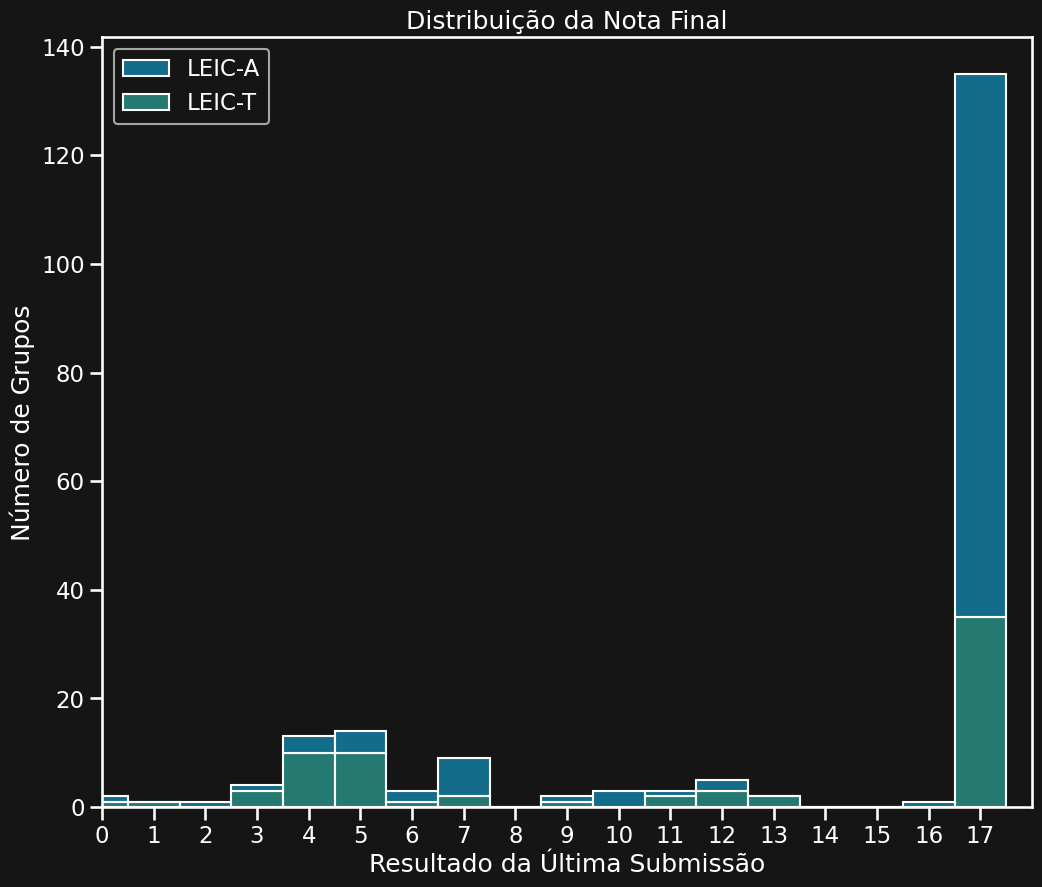 Distribuição da Nota Final
LEIC-A
LEIC-T
140
120
100
80
60
40
20
0
Número de Grupos
0 1 2 3 4 5 6 7 8 9 10 11 12 13 14 15 16 17
Resultado da Última Submissão